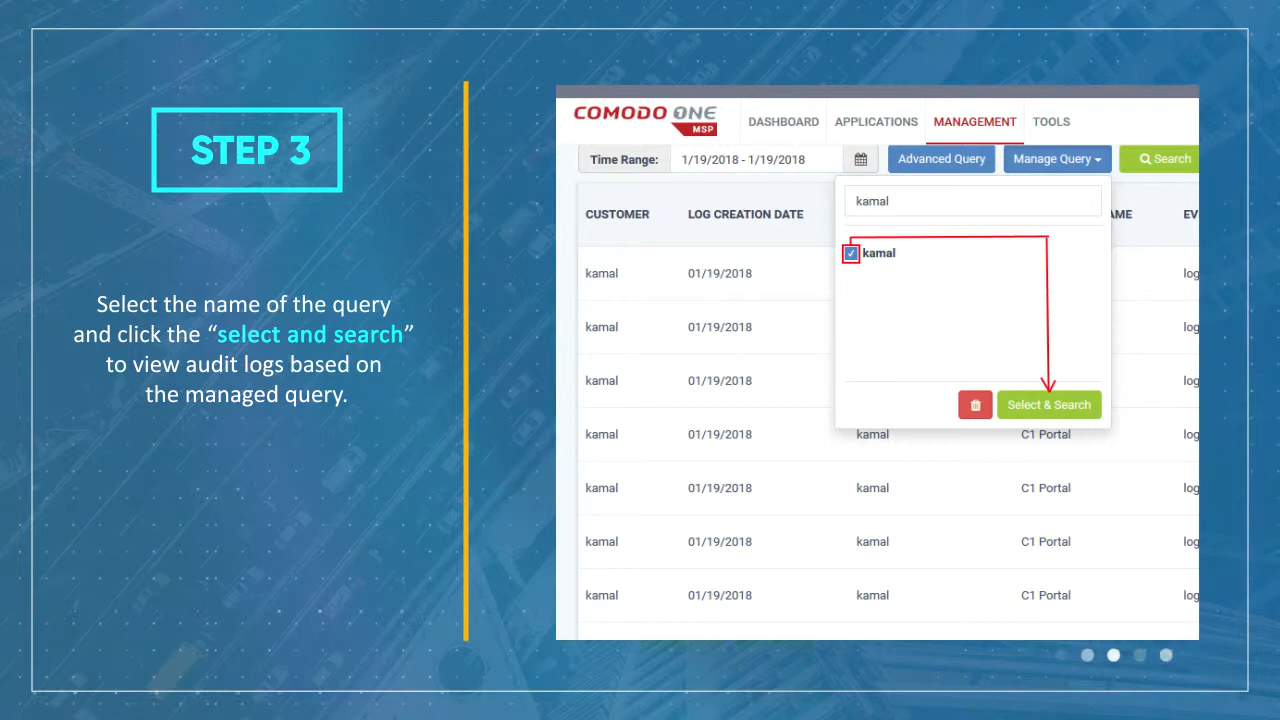 STEP 3
Select the name of the query
and click the “select and search”
to view audit logs based on
the managed query.
COMODO ONE
MSP
DASHBOARD APPLICATIONS MANAGEMENT TOOLS
Time Range: 1/19/2018 - 1/19/2018 Advanced Query Manage Query Search
kamal
CUSTOMER LOG CREATION DATE AME EV
kamal
kamal 01/19/2018 log
kamal 01/19/2018 log
kamal 01/19/2018 log
Select & Search
kamal 01/19/2018 kamal C1 Portal log
kamal 01/19/2018 kamal C1 Portal log
kamal 01/19/2018 kamal C1 Portal log
kamal 01/19/2018 kamal C1 Portal log